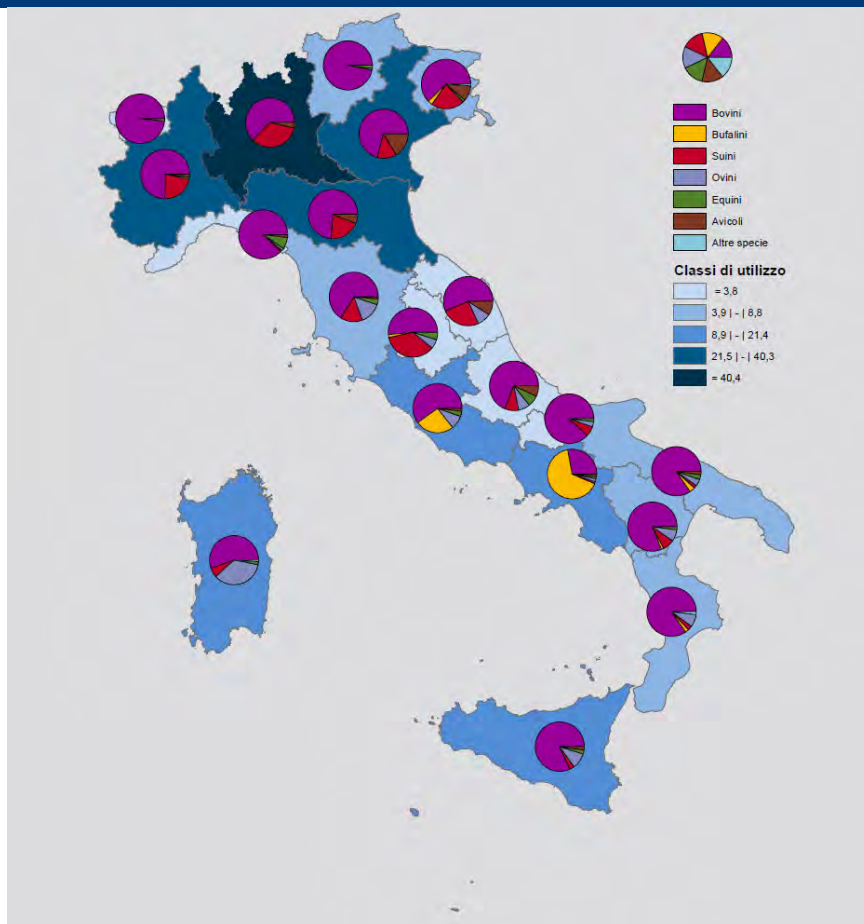 Bovini
Bufalini
Suini
Ovini
Equini
Avicoli
Altre specie
Classi di utilizzo
= 3,8
3,9 | - | 8,8
8,9 | - | 21,4
21,5 | - | 40,3
= 40,4